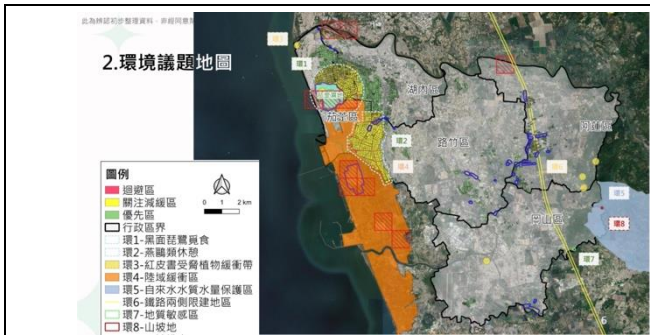 此為辨認初步整理資料，非經同意
2.環境議題地圖
環1
湖內區
茄萣區
路竹區
阿蓮區
環2
環4
環6
環5
環8
岡山區
環7
圖例
迴避區
關注減緩區
優先區
行政區界
環1-黑面琵鷺覓食
環2-燕鴴類休憩
環3-紅皮書受脅植物緩衝帶
環4-陸域緩衝區
環5-自來水水質水量保護區
環6-鐵路兩側限建地區
環7-地質敏感區
環8-山坡地
0 1 2 km
6